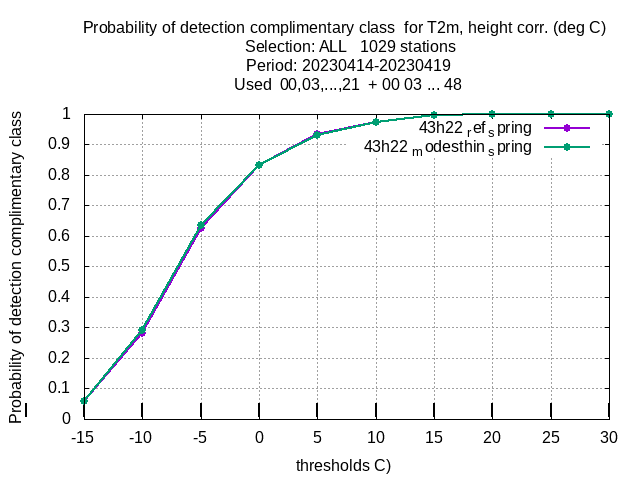 Probability of detection complimentary class  for T2m, height corr. (deg C)
Selection: ALL   1029 stations
Period: 20230414-20230419
Used  00,03,...,21  + 00 03 ... 48
Probability of detection complimentary class
1
0.9
0.8
0.7
0.6
0.5
0.4
0.3
0.2
0.1
0
43h22 ref spring
43h22 modesthin spring
-15 -10 -5 0 5 10 15 20 25 30
thresholds C)